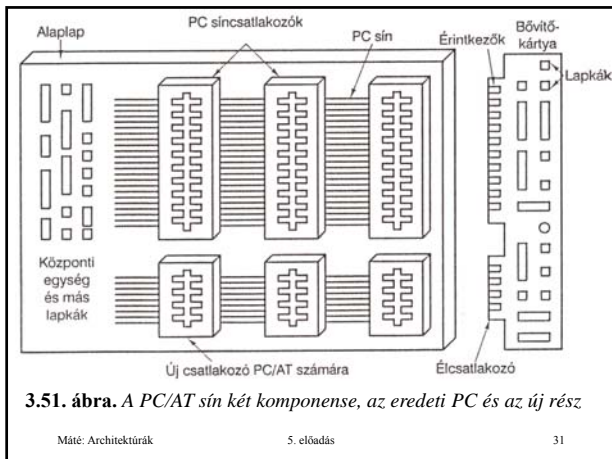 Alaplap
PC síncsatlakozók
PC sín
Érintkezők
Bővítő-
kártya
Lapkák
Központi
egység
és más
lapkák
Új csatlakozó PC/AT számára
Élcsatlakozó
3.51. ábra. A PC/AT sín két komponense, az eredeti PC és az új rész
Máté: Architektúrák 5. előadás 31